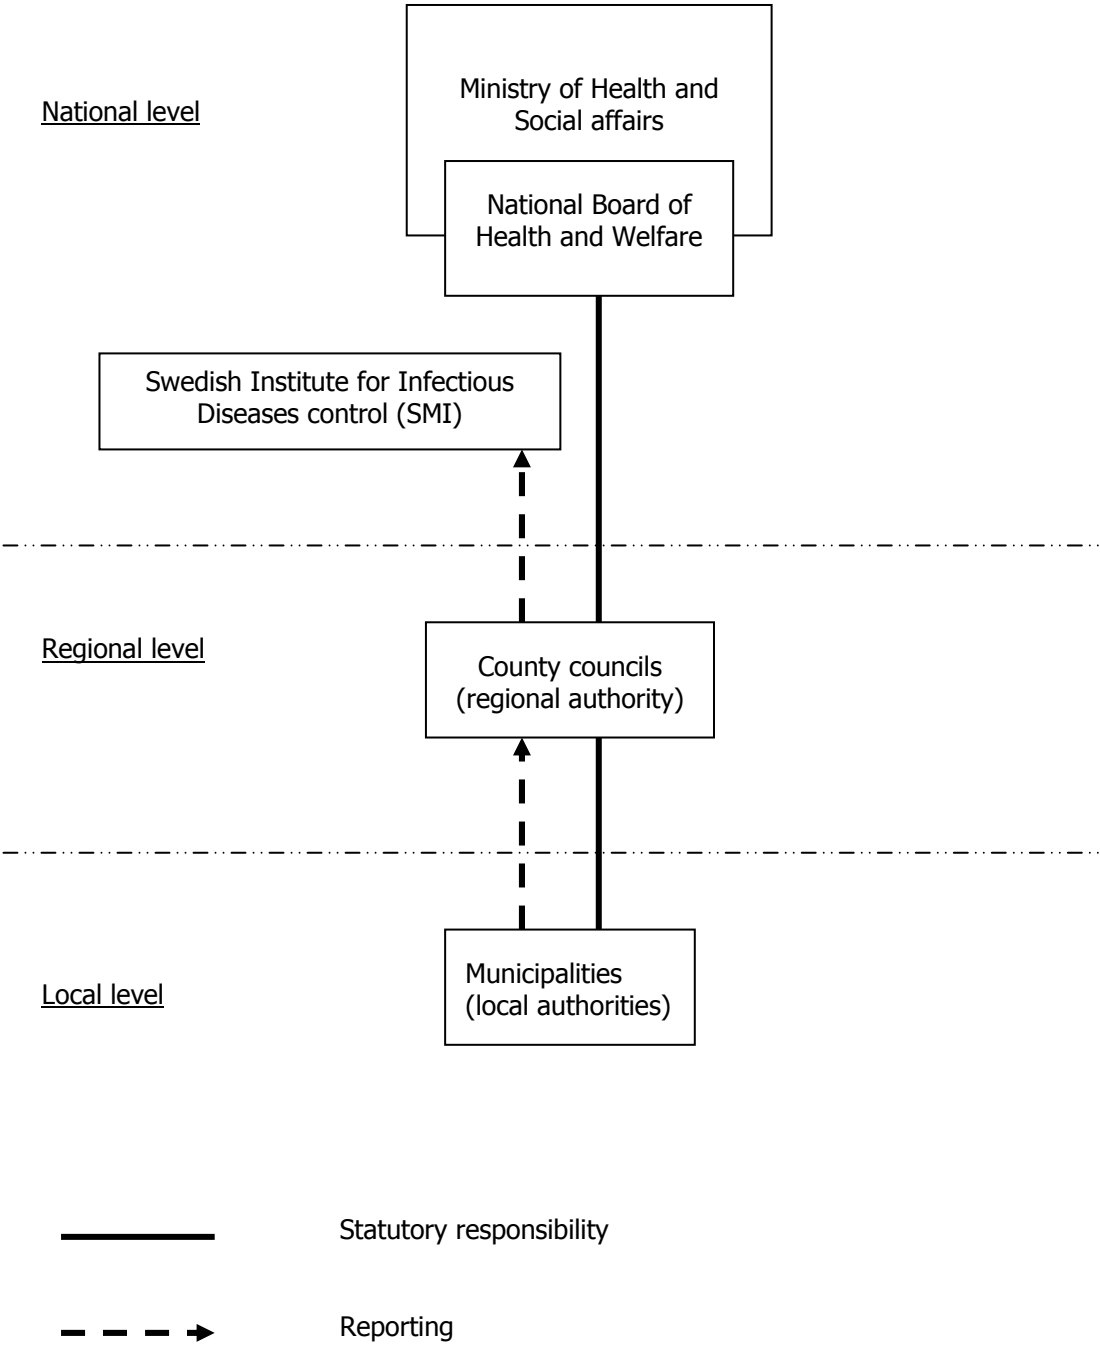 National level
Ministry of Health and
Social affairs
National Board of
Health and Welfare
Swedish Institute for Infectious
Diseases control (SMI)
Regional level
County councils
(regional authority)
Local level
Municipalities
(local authorities)
Statutory responsibility
Reporting